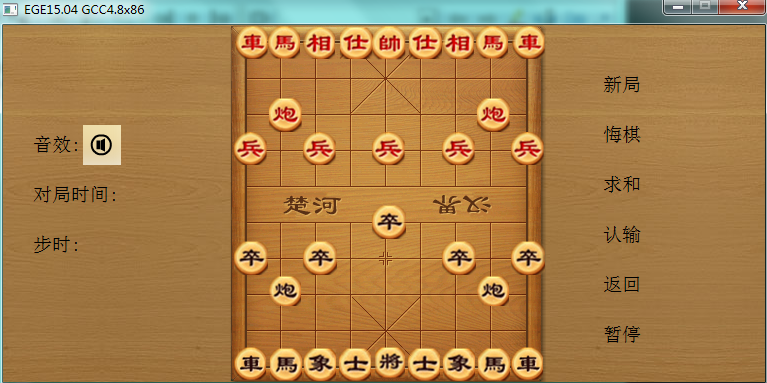 EGE15.04 GCC4.8x86
車馬相仕帥仕相馬車
炮 炮
兵 兵 兵 兵 兵
新局
悔棋
音效:
求和
对局时间:
楚河 汉界
卒
认输
步时:
卒 卒 卒 卒
炮 炮
返回
暂停
車馬象士將士象馬車